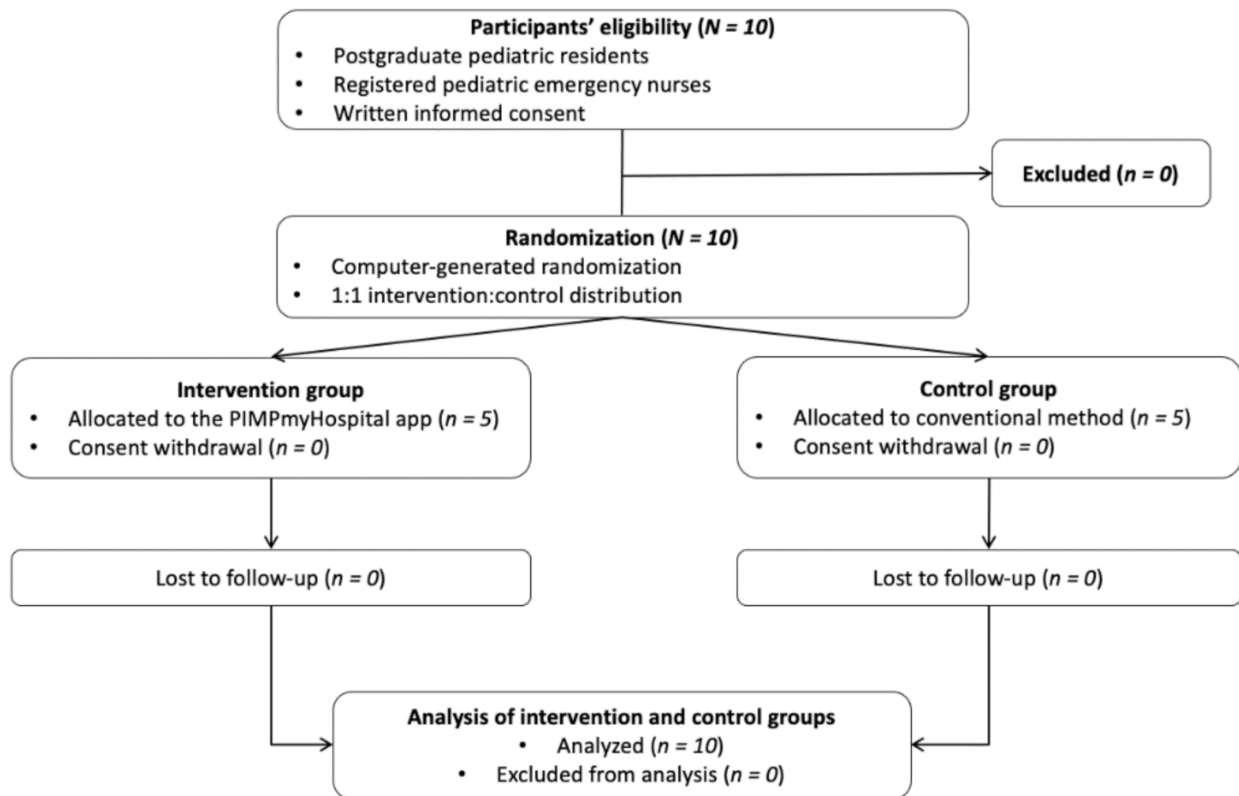 Participants' eligibility (N = 10)
• Postgraduate pediatric residents
• Registered pediatric emergency nurses
• Written informed consent
Excluded (n = 0)
Randomization (N = 10)
• Computer-generated randomization
• 1:1 intervention:control distribution
Intervention group
• Allocated to the PIMPmyHospital app (n = 5)
• Consent withdrawal (n = 0)
Control group
• Allocated to conventional method (n = 5)
• Consent withdrawal (n = 0)
Lost to follow-up (n = 0)
Lost to follow-up (n = 0)
Analysis of intervention and control groups
• Analyzed (n = 10)
• Excluded from analysis (n = 0)